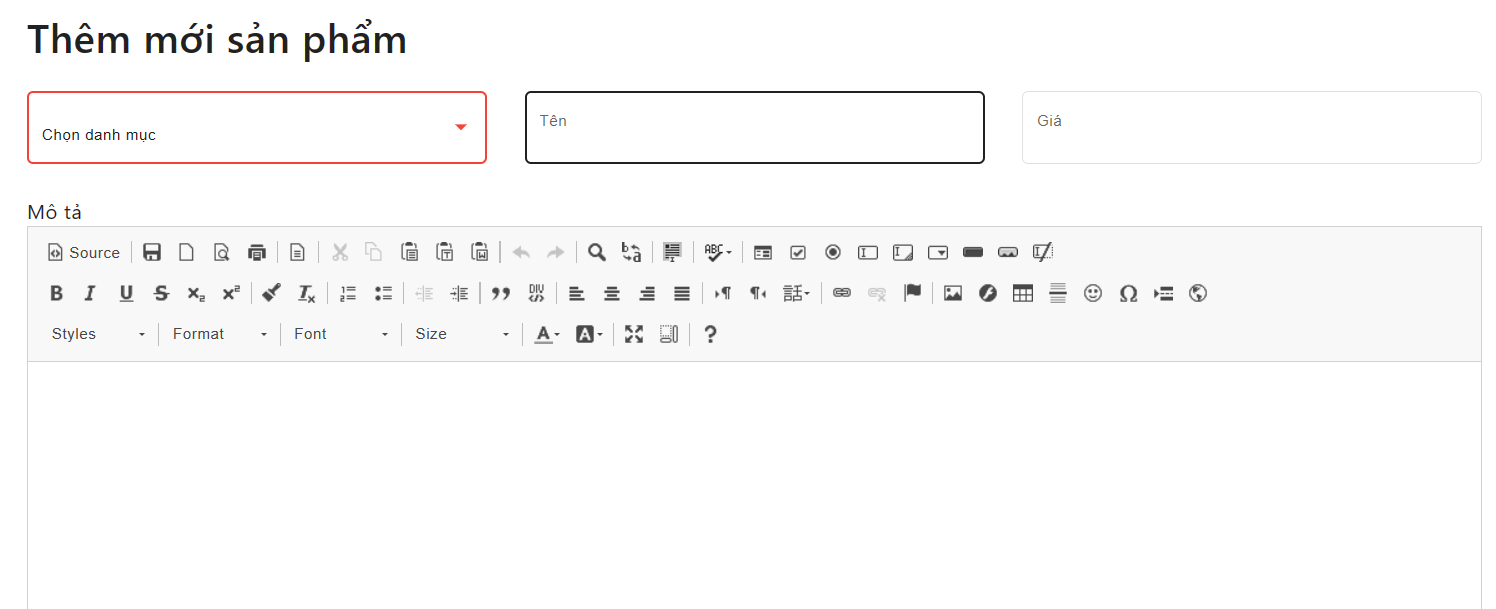 Thêm mới sản phẩm
Chọn danh mục
Tên
Giá
Mô tả
Source
Styles Format Font Size